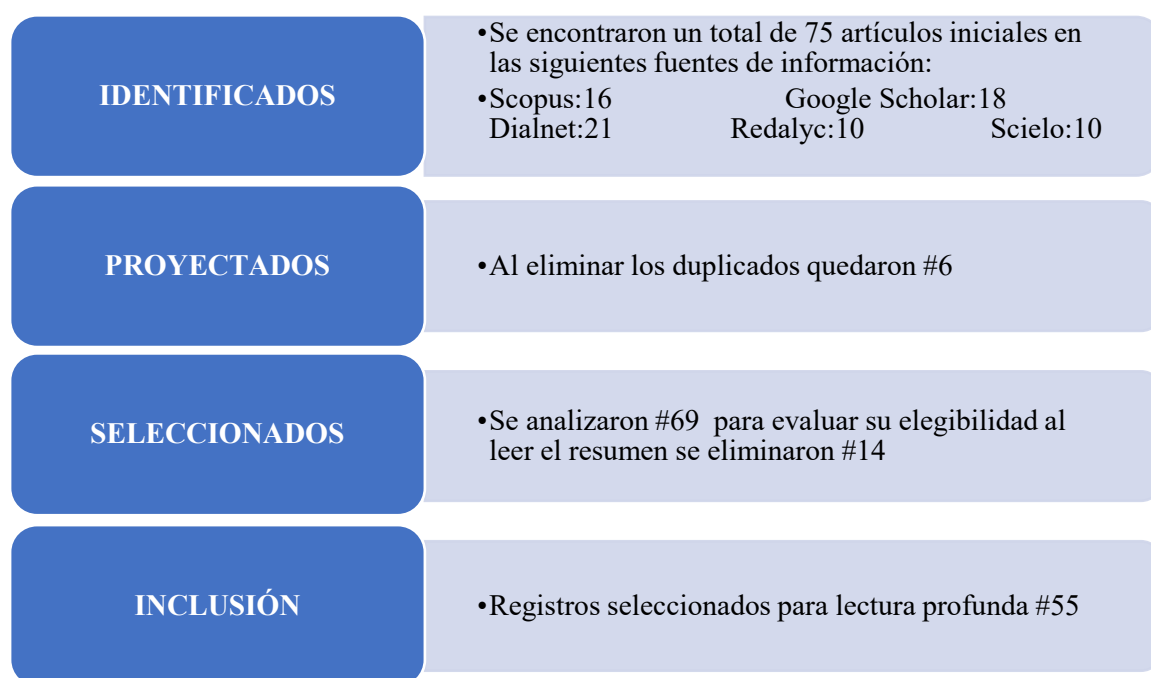 IDENTIFICADOS
•Se encontraron un total de 75 artículos iniciales en
las siguientes fuentes de información:
•Scopus:16 Google Scholar:18
Dialnet:21 Redalyc:10 Scielo:10
PROYECTADOS
•Al eliminar los duplicados quedaron #6
SELECCIONADOS
•Se analizaron #69 para evaluar su elegibilidad al
leer el resumen se eliminaron #14
INCLUSIÓN
•Registros seleccionados para lectura profunda #55